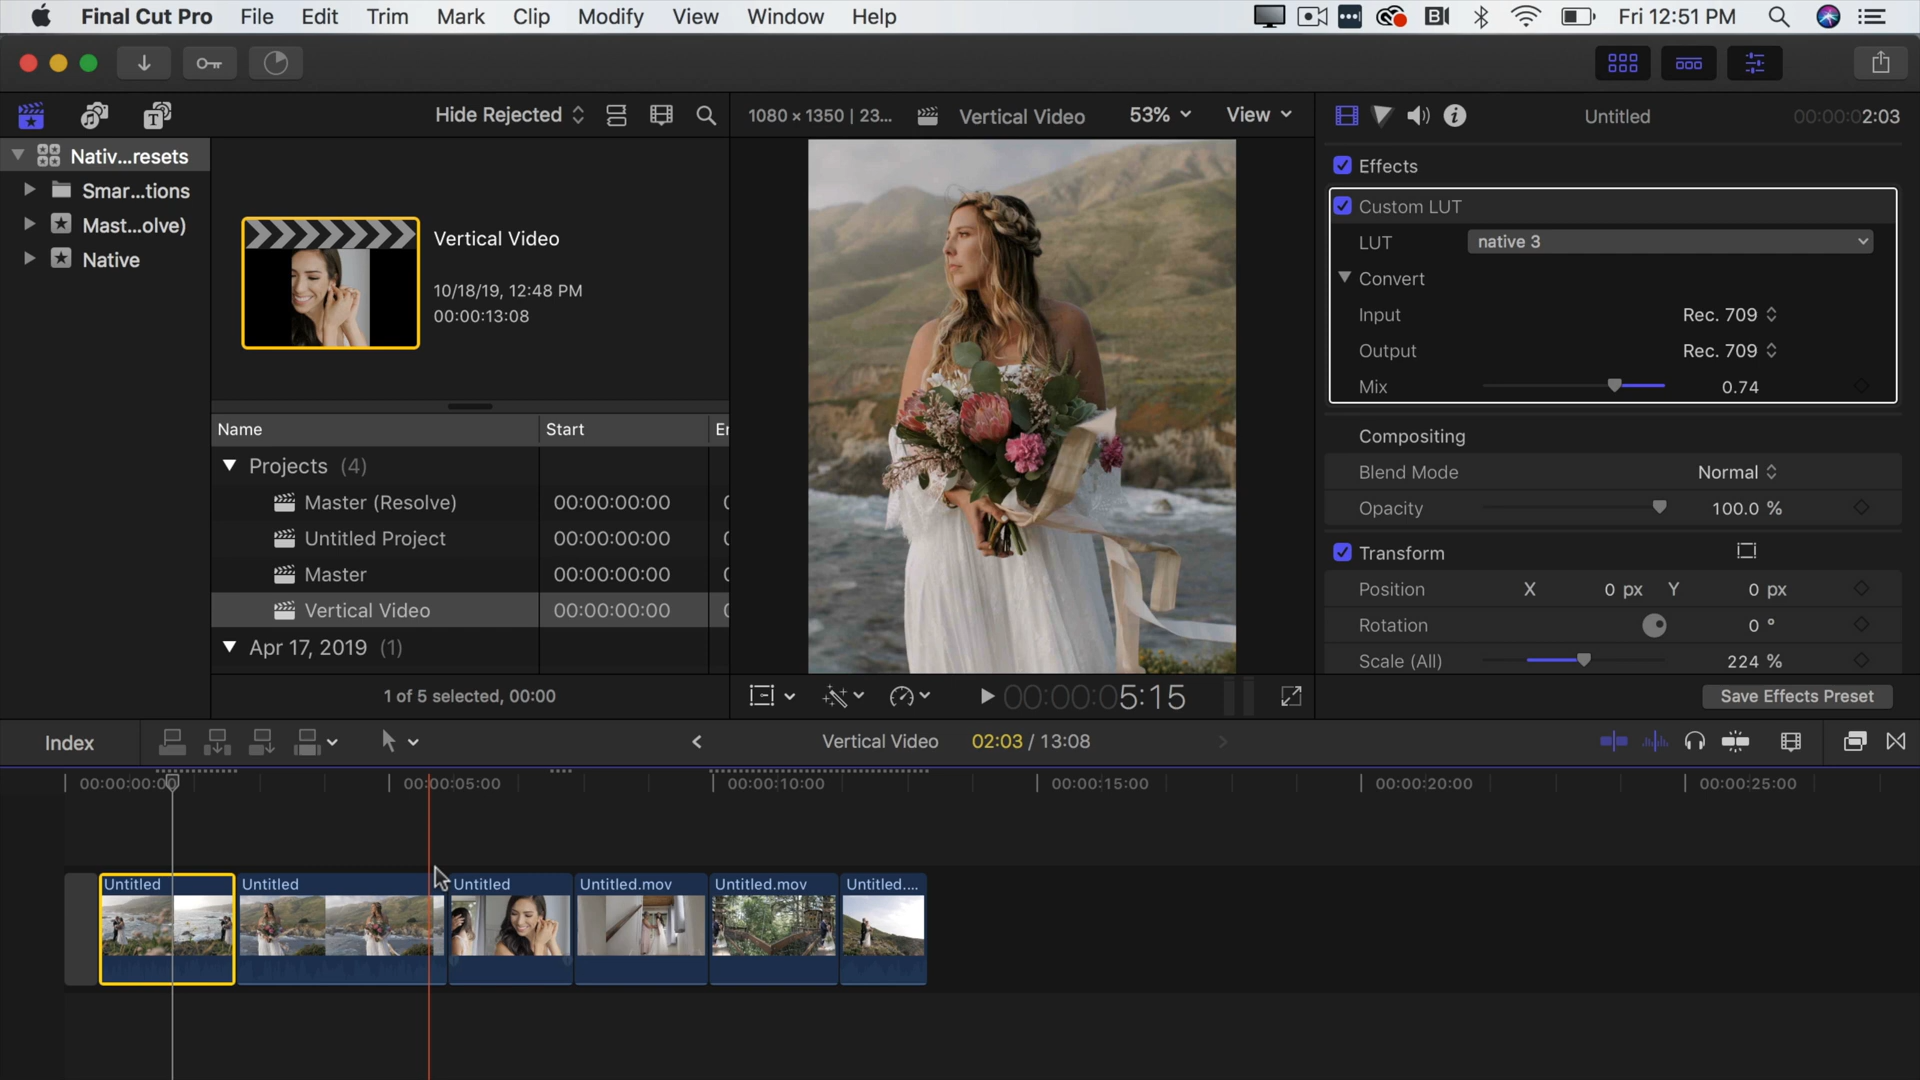 Final Cut Pro File Edit Trim Mark Clip Modify View Window Help Fri 12:51 PM
Hide Rejected
1080 × 1350 | 23... Vertical Video 53% View
Untitled 00:00:02:03
Nativ...resets
Smar...tions
Mast...olve)
Native
Vertical Video
10/18/19, 12:48 PM
00:00:13:08
Name Start
Projects (4)
Master (Resolve) 00:00:00:00
Untitled Project 00:00:00:00
Master 00:00:00:00
Vertical Video 00:00:00:00
Apr 17, 2019 (1)
1 of 5 selected, 00:00
00:00:05:15
Effects
Custom LUT
LUT native 3
Convert
Input Rec. 709
Output Rec. 709
Mix 0.74
Compositing
Blend Mode Normal
Opacity 100.0 %
Transform
Position X 0 px Y 0 px
Rotation 0 °
Scale (All) 224 %
Save Effects Preset
Index
Vertical Video 02:03 / 13:08
00:00:00:00 00:00:05:00 00:00:10:00 00:00:15:00 00:00:20:00 00:00:25:00
Untitled Untitled Untitled Untitled.mov Untitled.mov Untitled....